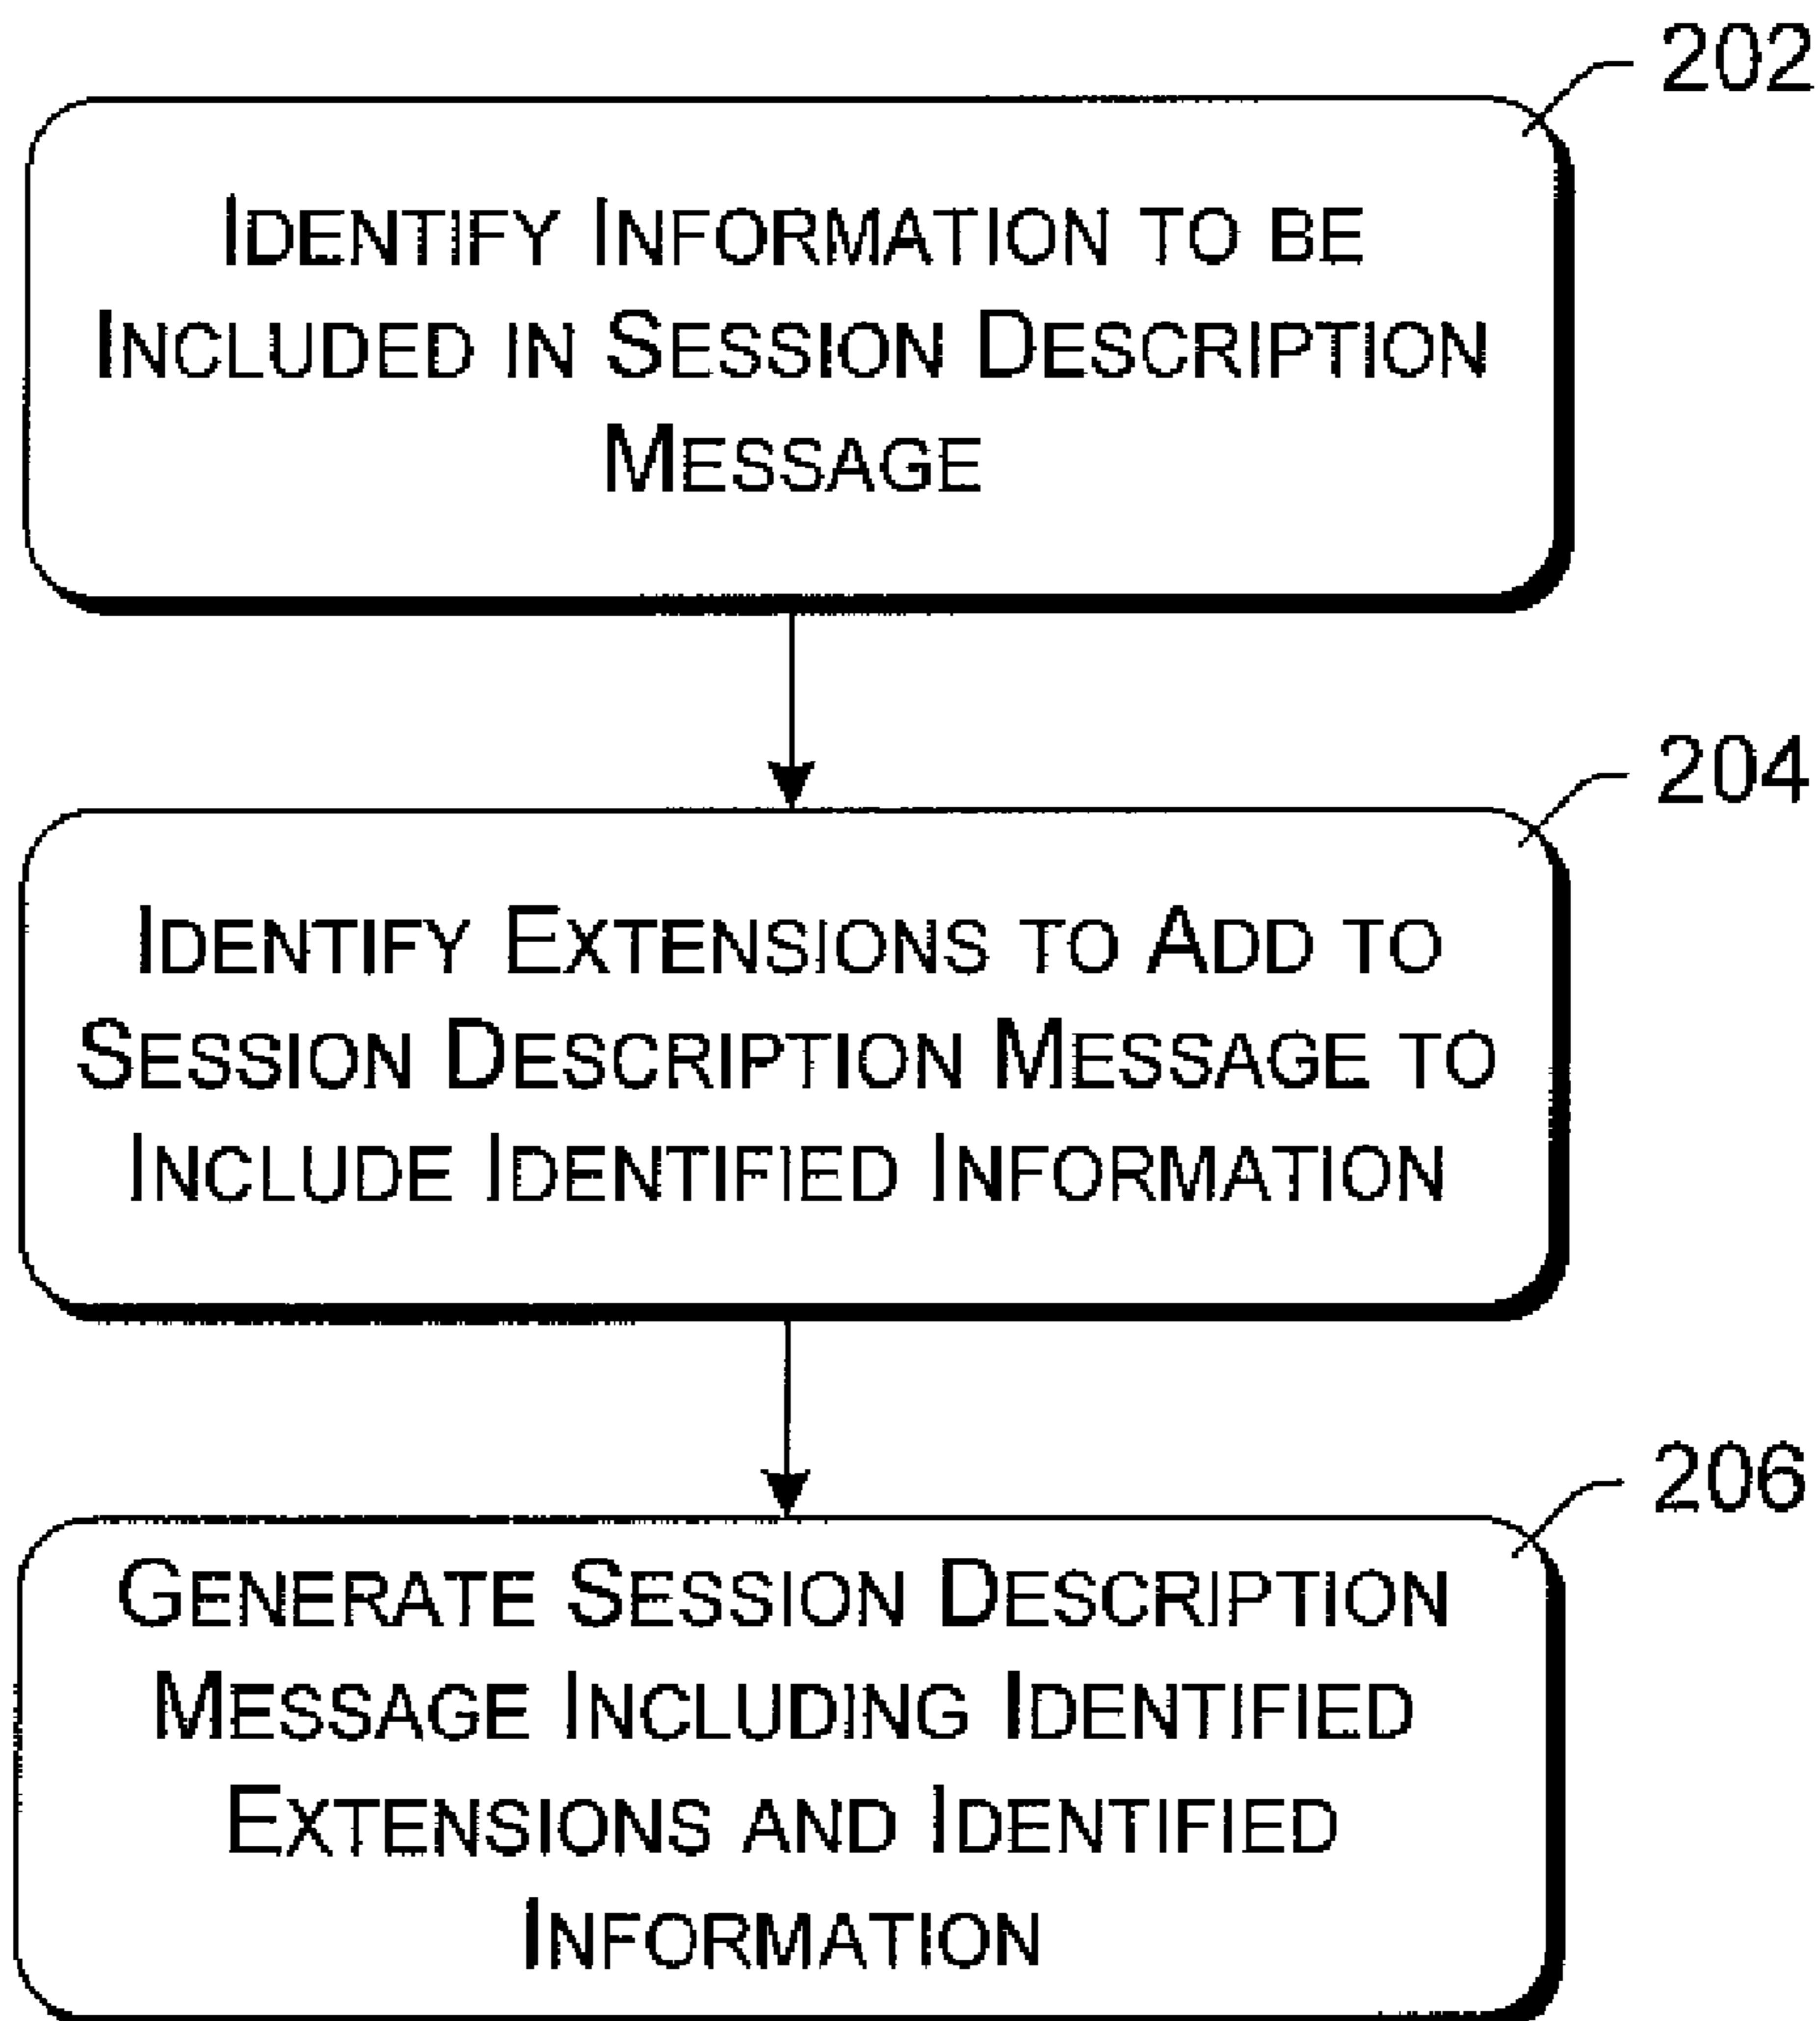 202
IDENTIFY INFORMATION TO BE
INCLUDED IN SESSION DESCRIPTION
MESSAGE
204
IDENTIFY EXTENSIONS TO ADD TO
SESSION DESCRIPTION MESSAGE TO
INCLUDE IDENTIFIED INFORMATION
206
GENERATE SESSION DESCRIPTION
MESSAGE INCLUDING IDENTIFIED
EXTENSIONS AND IDENTIFIED
INFORMATION